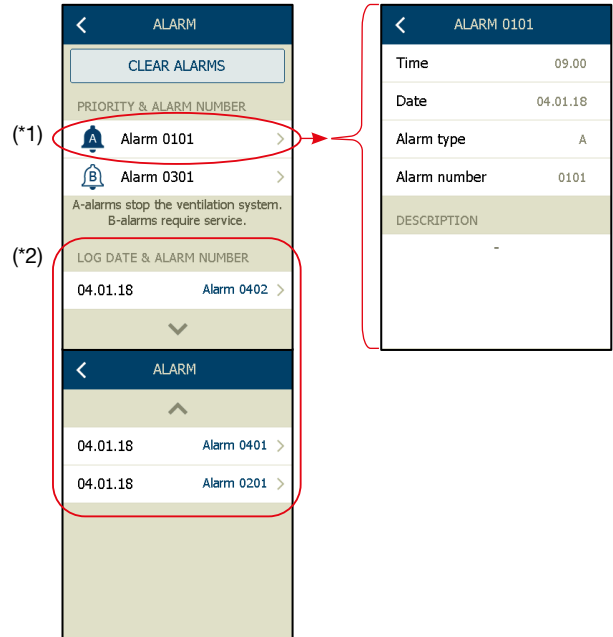 ALARM
CLEAR ALARMS
PRIORITY & ALARM NUMBER
(*1)
A
Alarm 0101
B
Alarm 0301
A-alarms stop the ventilation system.
B-alarms require service.
(*2)
LOG DATE & ALARM NUMBER
04.01.18 Alarm 0402
ALARM
04.01.18 Alarm 0401
04.01.18 Alarm 0201
ALARM 0101
Time 09.00
Date 04.01.18
Alarm type A
Alarm number 0101
DESCRIPTION
-